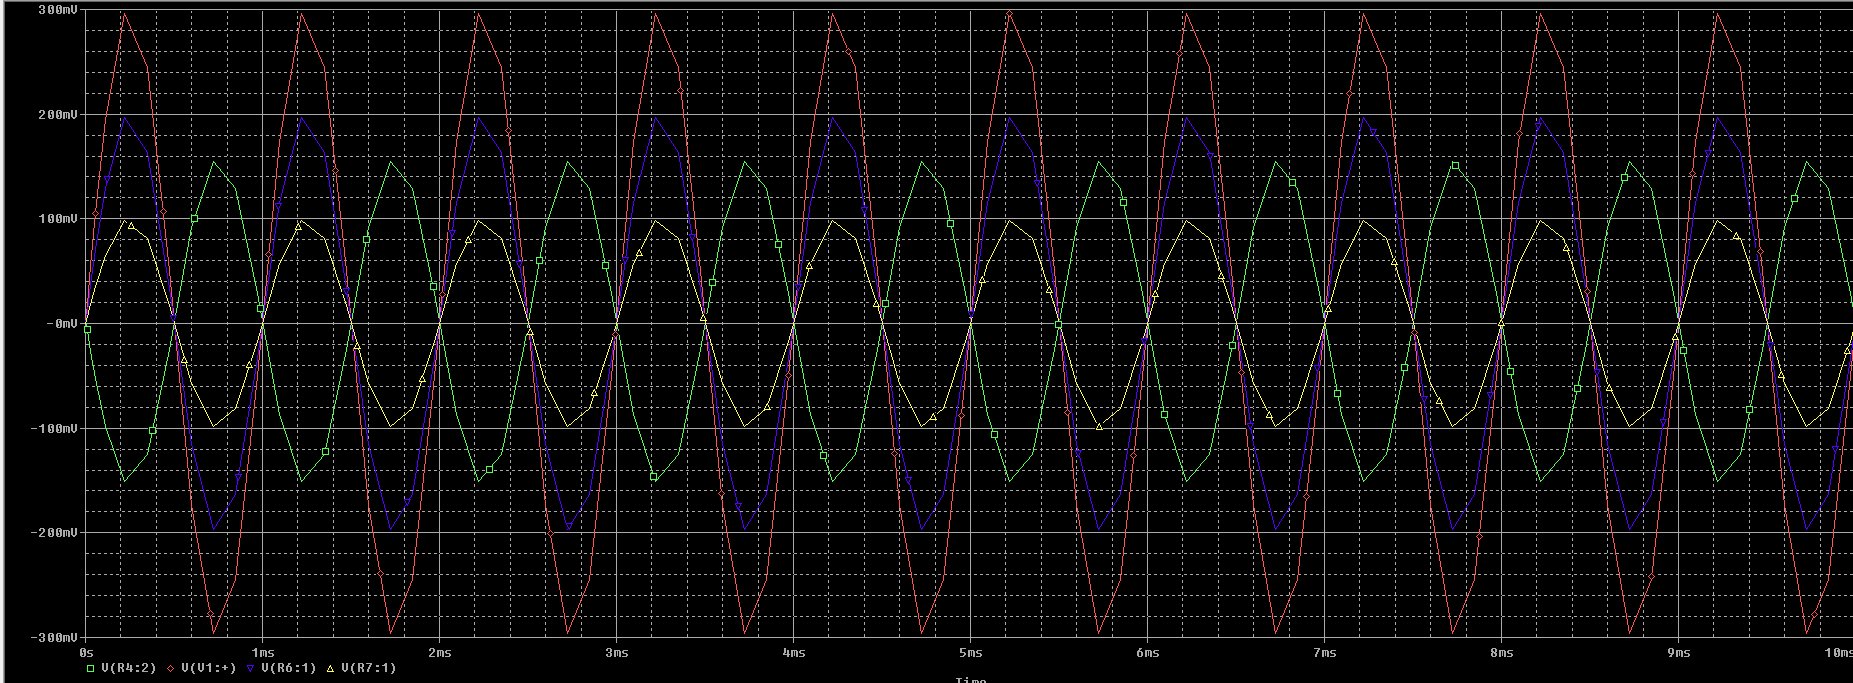 300mV
200mV
100mV
-0mV
-100mV
-200mV
-300mV
0s 1ms 2ms 3ms 4ms 5ms 6ms 7ms 8ms 9ms 10ms
V(R4:2) V(V1:+) V(R6:1) V(R7:1)
Time